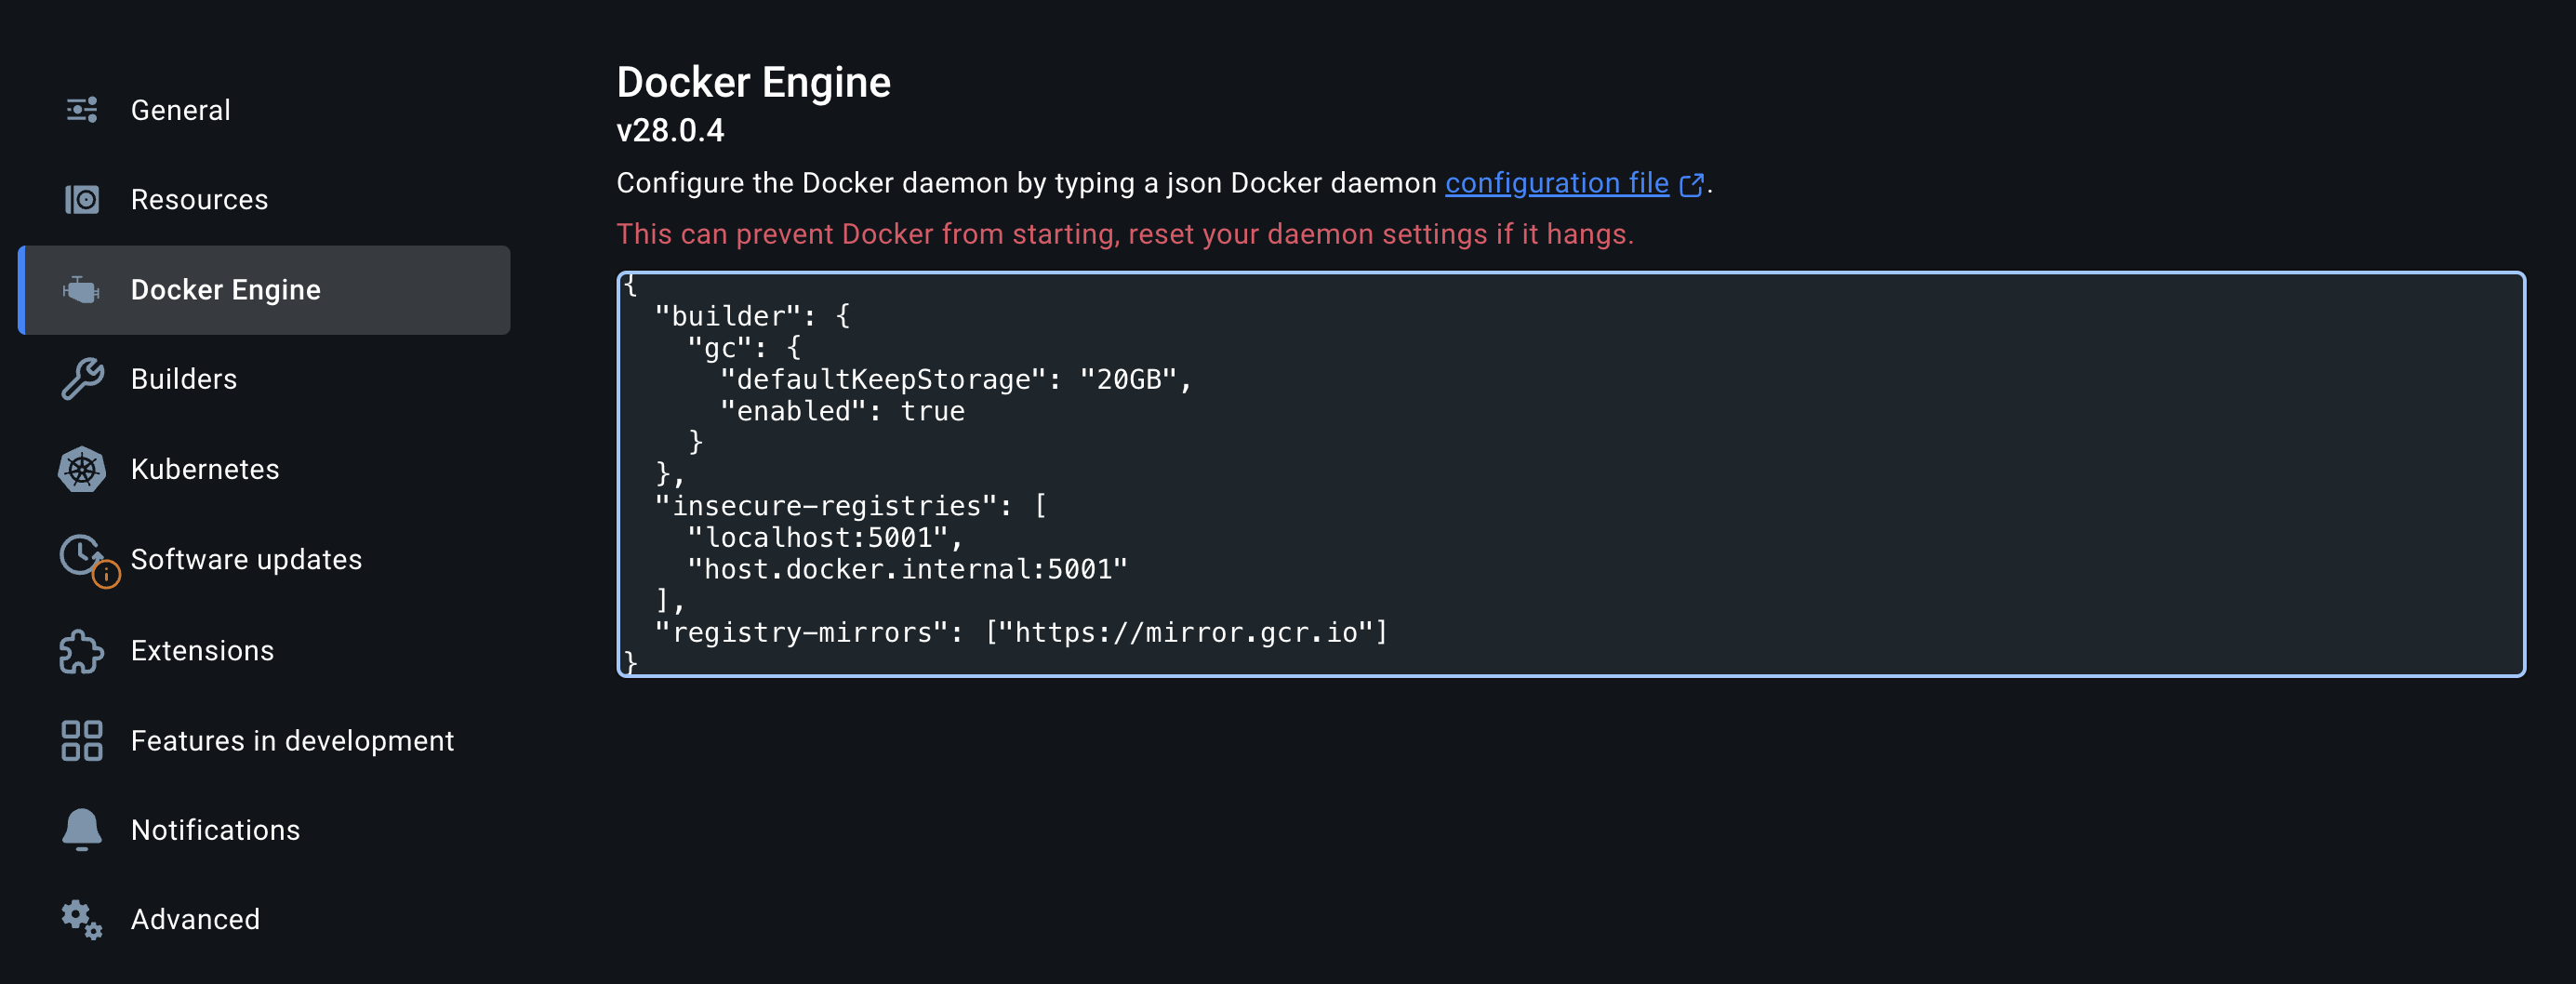 General
Resources
Docker Engine
Builders
Kubernetes
Software updates
Extensions
Features in development
Notifications
Advanced
Docker Engine
v28.0.4
Configure the Docker daemon by typing a json Docker daemon configuration file.
This can prevent Docker from starting, reset your daemon settings if it hangs.
{
  "builder": {
    "gc": {
      "defaultKeepStorage": "20GB",
      "enabled": true
    }
  },
  "insecure-registries": [
    "localhost:5001",
    "host.docker.internal:5001"
  ],
  "registry-mirrors": ["https://mirror.gcr.io"]
}